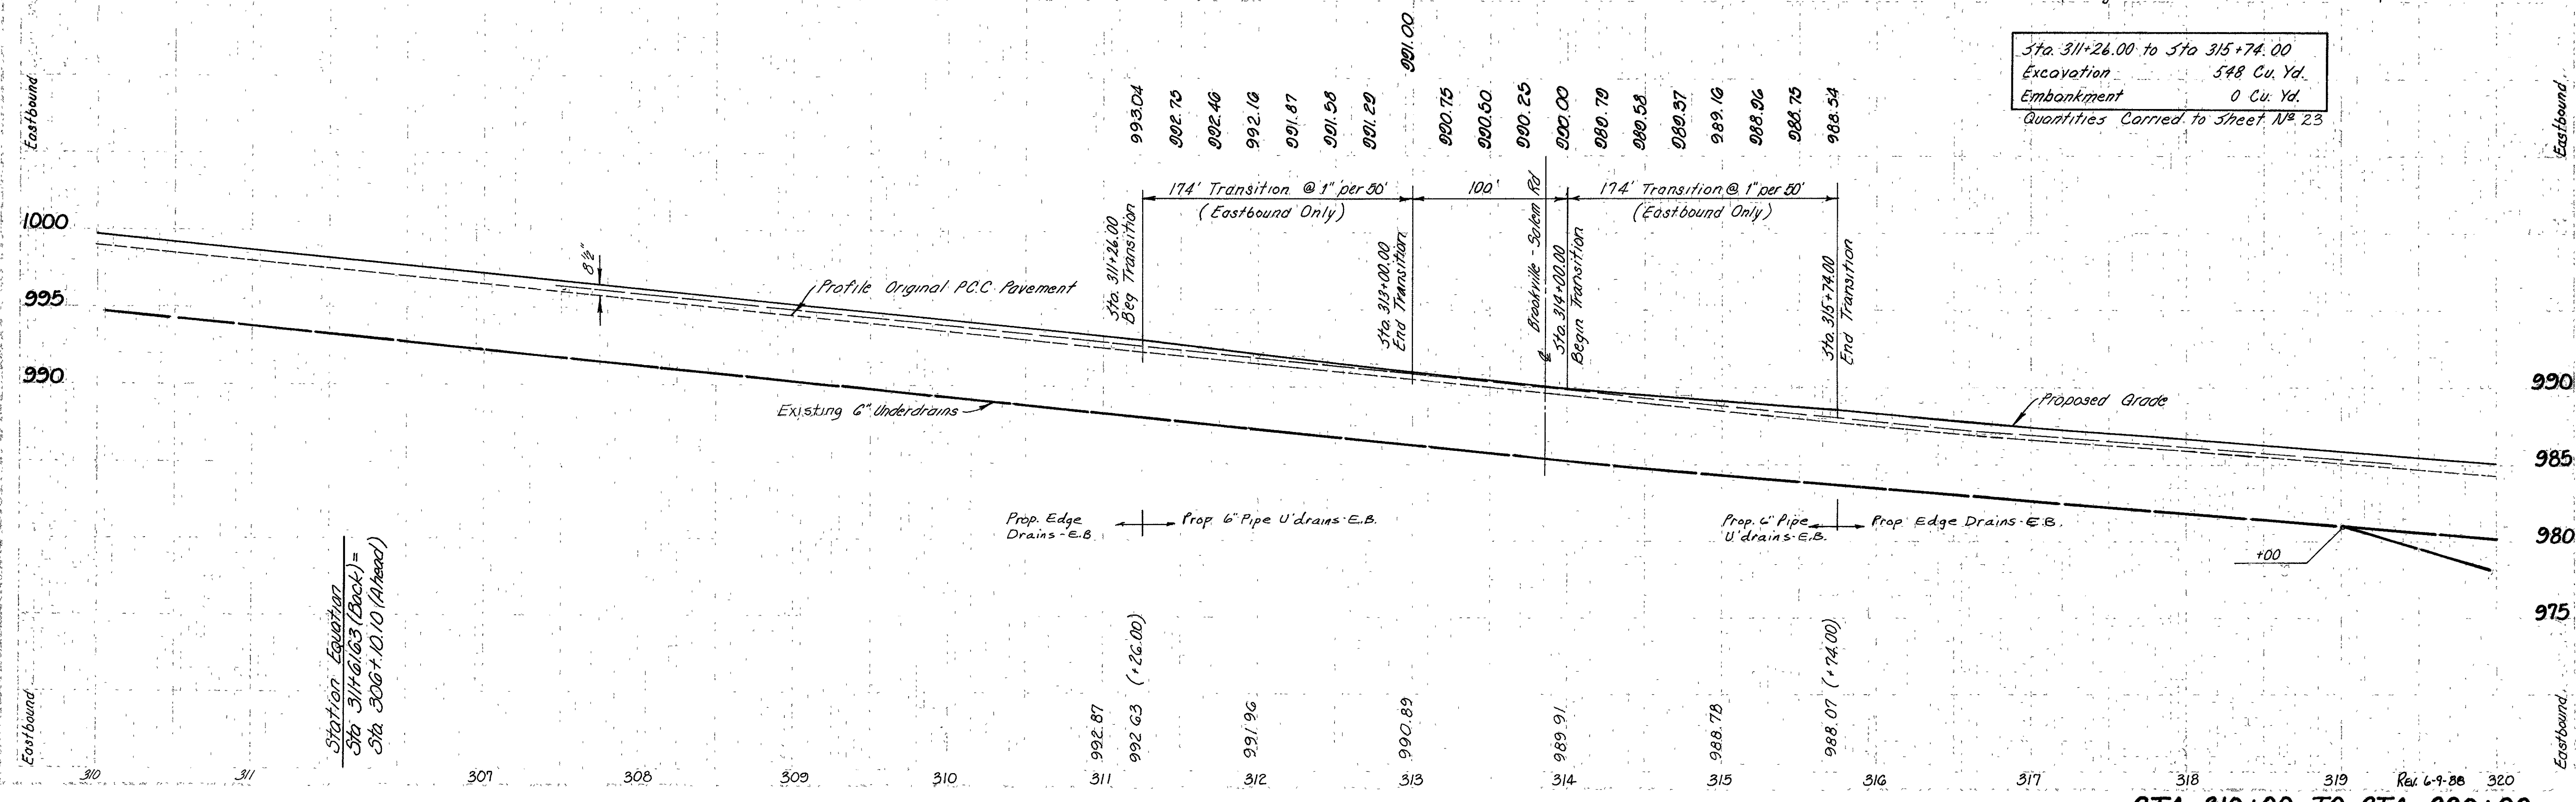 Sta. 311+26.00 to Sta 315+74.00
Excavation 548 Cu. Yd.
Embankment 0 Cu. Yd.
Quantities Carried to Sheet Nº 23
Eastbound
Eastbound
993.04
992.75
992.46
992.16
991.87
991.58
991.29
991.00
990.75
990.50
990.25
990.00
989.79
989.58
989.37
989.16
988.96
988.75
988.54
174' Transition @ 1" per 50'
(Eastbound Only)
100'
174' Transition @ 1" per 50'
(Eastbound Only)
Sta. 311+26.00
Beg Transition
Sta. 313+00.00
End Transition
Brookville - Salem Rd
Sta. 314+00.00
Begin Transition
Sta. 315+74.00
End Transition
1000
995
990
8½"
Profile Original P.C.C. Pavement
Existing 6" Underdrains
Proposed Grade
990
985
980
975
Prop. Edge
Drains - E.B.
Prop. 6" Pipe U'drains - E.B.
Prop. 6" Pipe
U'drains - E.B.
Prop. Edge Drains - E.B.
+00
Station Equation
Sta 311+61.63 (Back) =
Sta 306+10.10 (Ahead)
992.87
992.63 (+26.00)
991.96
990.89
989.91
988.78
988.07 (+74.00)
Eastbound
Eastbound
310 311 307 308 309 310 311 312 313 314 315 316 317 318 319 320
Rev. 6-9-88
STA. 310+00 TO STA. 320+00